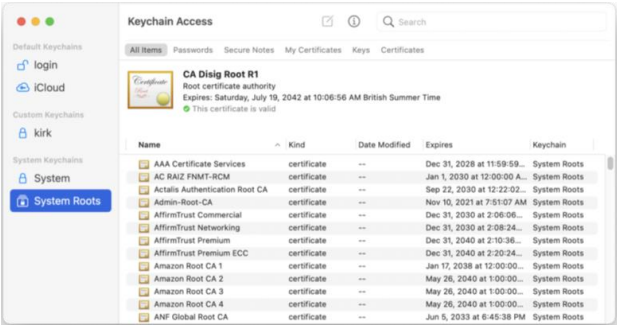 Keychain Access
Search
Default Keychains
login
iCloud
Custom Keychains
kirk
System Keychains
System
System Roots
All Items Passwords Secure Notes My Certificates Keys Certificates
Certificate
CA Disig Root R1
Root certificate authority
Expires: Saturday, July 19, 2042 at 10:06:56 AM British Summer Time
This certificate is valid
Name Kind Date Modified Expires Keychain
AAA Certificate Services certificate -- Dec 31, 2028 at 11:59:59... System Roots
AC RAIZ FNMT-RCM certificate -- Jan 1, 2030 at 12:00:00 A... System Roots
Actalis Authentication Root CA certificate -- Sep 22, 2030 at 12:22:02... System Roots
Admin-Root-CA certificate -- Nov 10, 2021 at 7:51:07 AM System Roots
AffirmTrust Commercial certificate -- Dec 31, 2030 at 2:06:06... System Roots
AffirmTrust Networking certificate -- Dec 31, 2030 at 2:08:24... System Roots
AffirmTrust Premium certificate -- Dec 31, 2040 at 2:10:36... System Roots
AffirmTrust Premium ECC certificate -- Dec 31, 2040 at 2:20:24... System Roots
Amazon Root CA 1 certificate -- Jan 17, 2038 at 12:00:00... System Roots
Amazon Root CA 2 certificate -- May 26, 2040 at 1:00:00... System Roots
Amazon Root CA 3 certificate -- May 26, 2040 at 1:00:00... System Roots
Amazon Root CA 4 certificate -- May 26, 2040 at 1:00:00... System Roots
ANF Global Root CA certificate -- Jun 5, 2033 at 6:45:38 PM System Roots